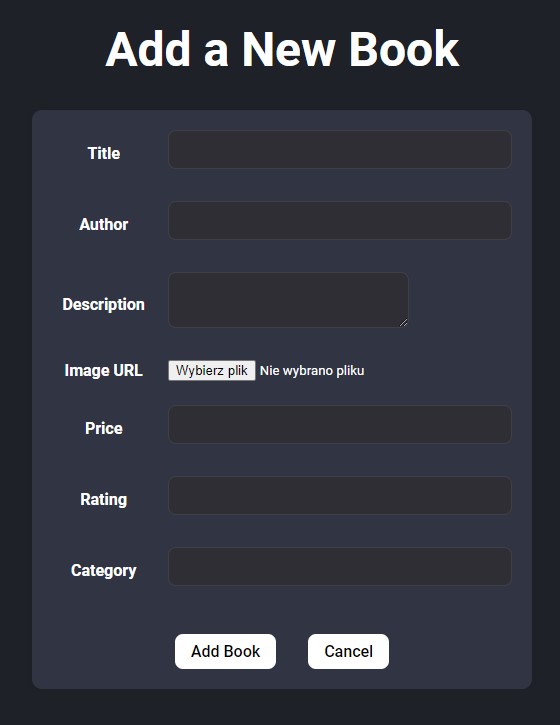 Add a New Book
Title
Author
Description
Image URL Wybierz plik Nie wybrano pliku
Price
Rating
Category
Add Book Cancel